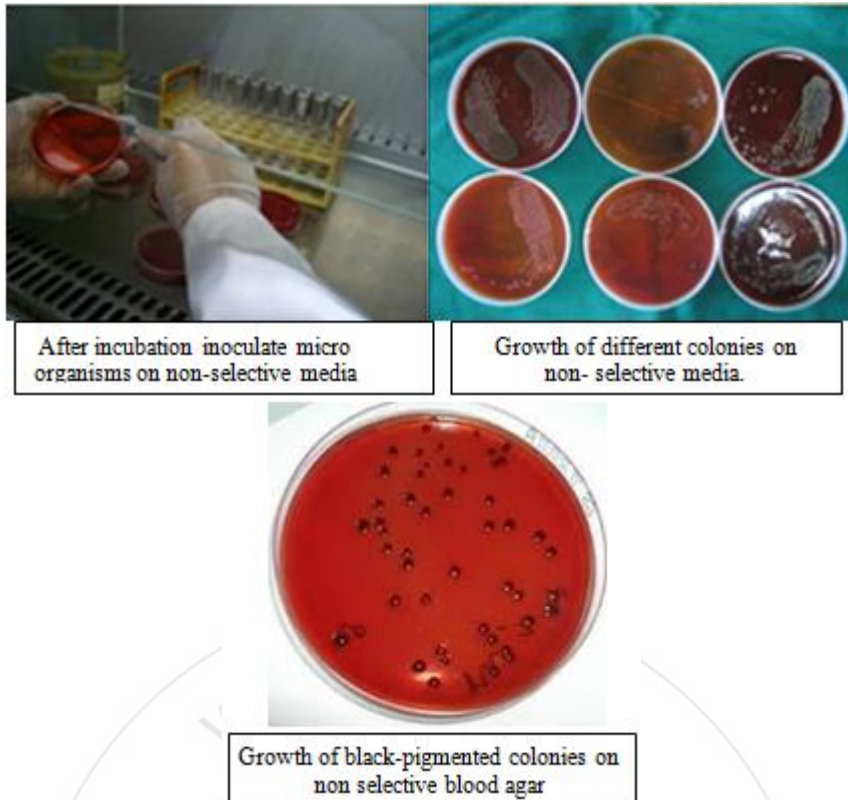 After incubation inoculate micro
organisms on non-selective media
Growth of different colonies on
non- selective media.
Growth of black-pigmented colonies on
non selective blood agar